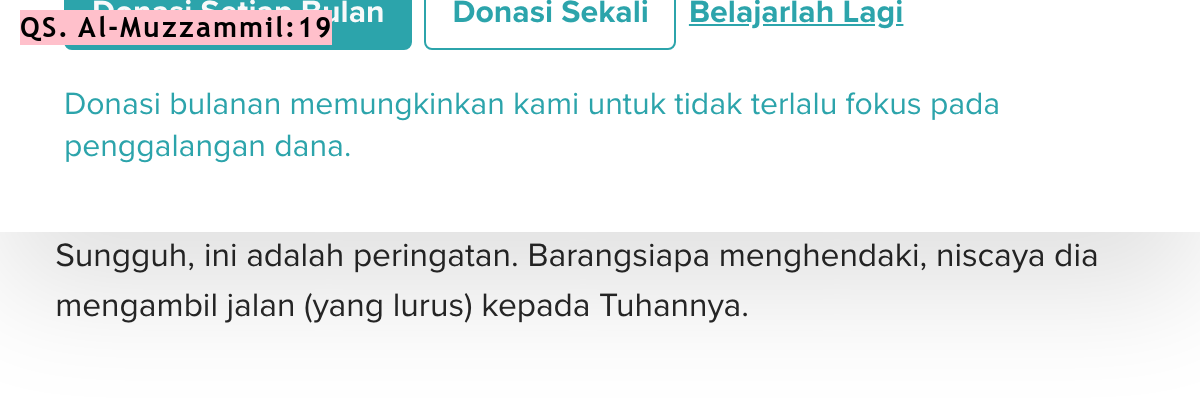 Donasi Setiap Bulan Donasi Sekali Belajarlah Lagi
QS. Al-Muzzammil:19
Donasi bulanan memungkinkan kami untuk tidak terlalu fokus pada
penggalangan dana.
Sungguh, ini adalah peringatan. Barangsiapa menghendaki, niscaya dia
mengambil jalan (yang lurus) kepada Tuhannya.